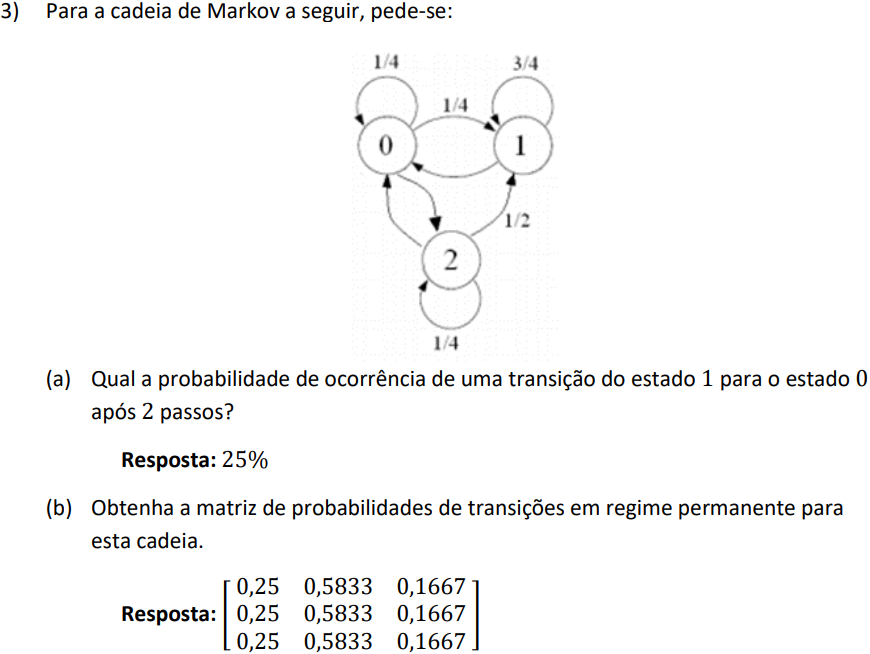 3) Para a cadeia de Markov a seguir, pede-se:
1/4 3/4
1/4
0 1
1/2
2
1/4
(a) Qual a probabilidade de ocorrência de uma transição do estado 1 para o estado 0
após 2 passos?
Resposta: 25%
(b) Obtenha a matriz de probabilidades de transições em regime permanente para
esta cadeia.
0,25 0,5833 0,1667
Resposta: 0,25 0,5833 0,1667
0,25 0,5833 0,1667